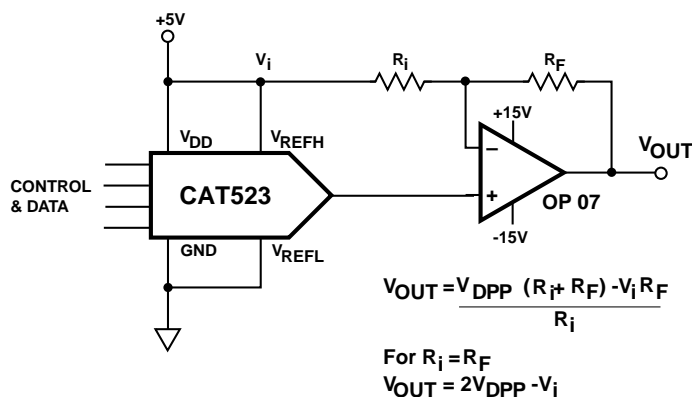 +5V
Vi Ri RF
+15V
VDD VREFH
VOUT
−
CONTROL
& DATA
CAT523
+
OP 07
-15V
GND VREFL
VOUT = VDPP (Ri+ RF) -Vi RF
Ri
For Ri = RF
VOUT = 2VDPP -Vi